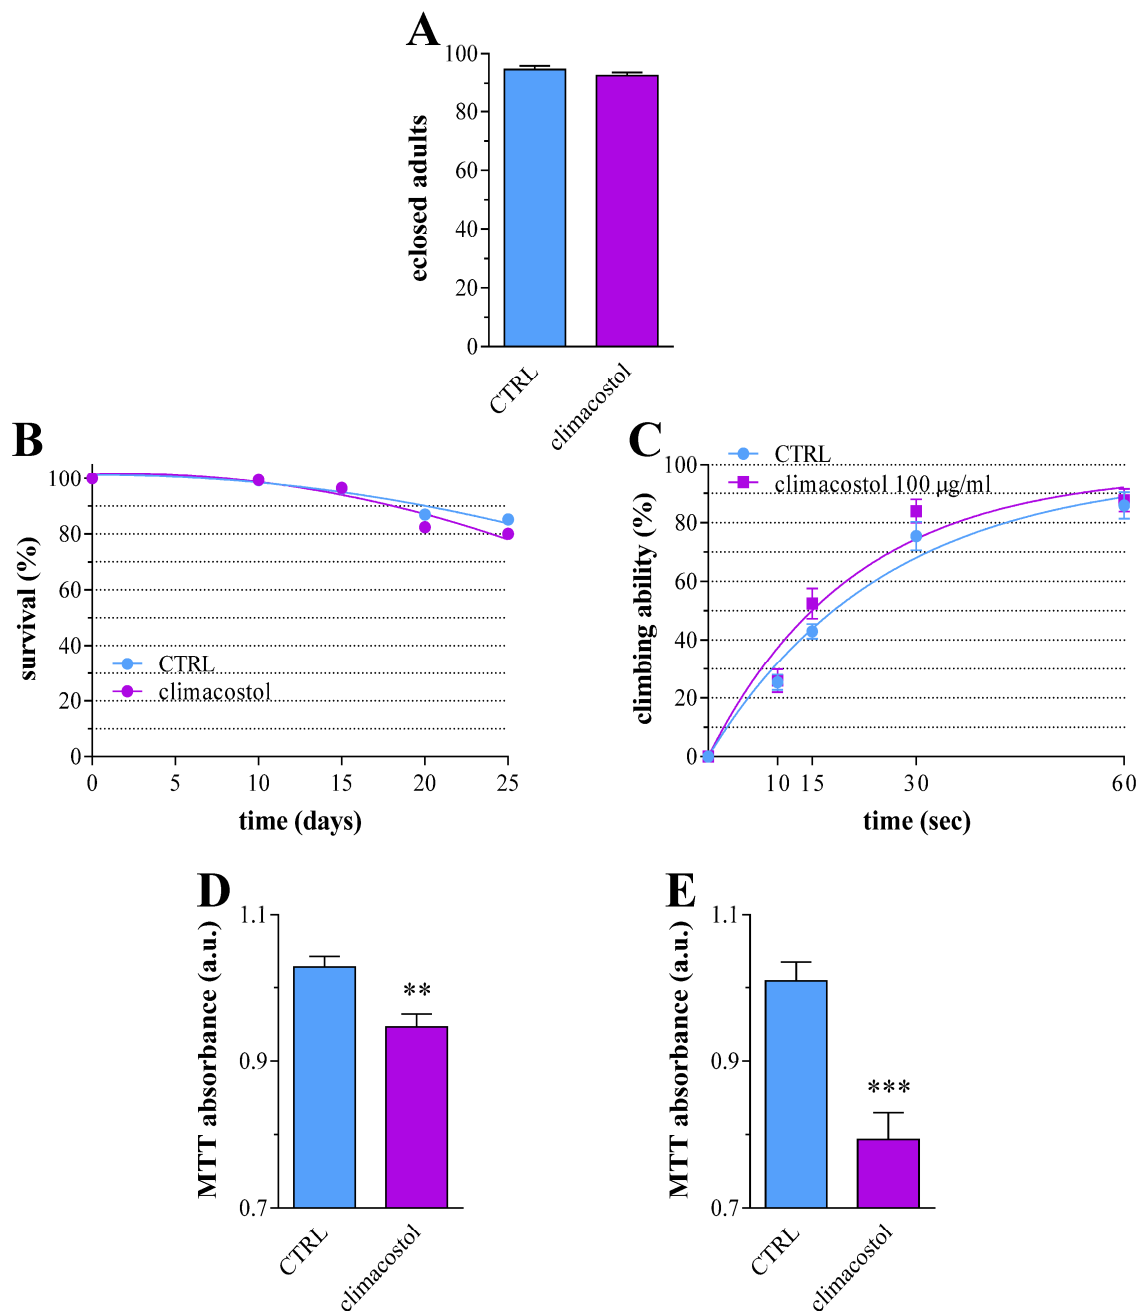 A
100
80
60
40
20
0
eclosed adults
CTRL
climacostol
B
100
80
60
40
20
0
survival (%)
CTRL
climacostol
0 5 10 15 20 25
time (days)
C
CTRL
climacostol 100 µg/ml
100
80
60
40
20
0
climbing ability (%)
10 15 30 60
time (sec)
D
1.1
0.9
0.7
MTT absorbance (a.u.)
**
CTRL
climacostol
E
1.1
0.9
0.7
MTT absorbance (a.u.)
***
CTRL
climacostol